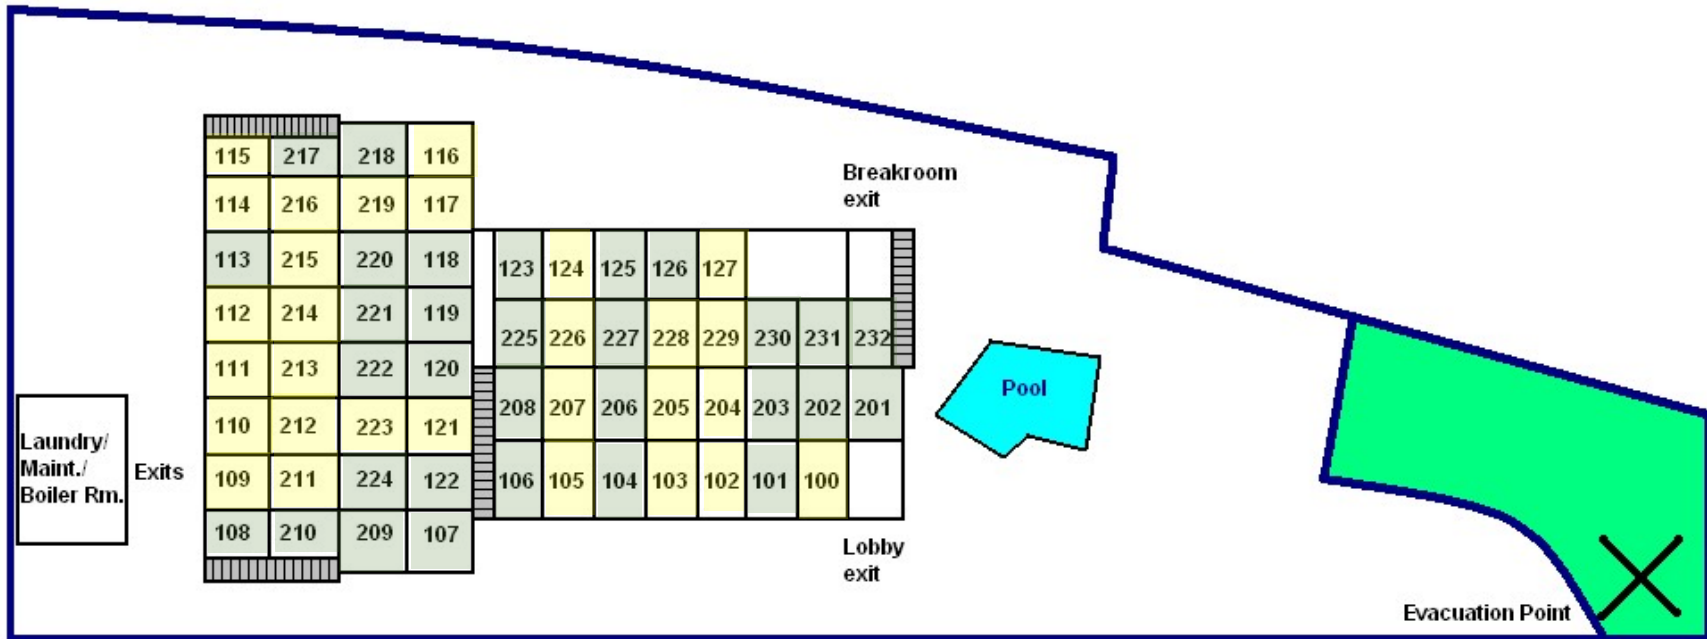 115 217 218 116
114 216 219 117
113 215 220 118
112 214 221 119
111 213 222 120
110 212 223 121
109 211 224 122
108 210 209 107
Breakroom
exit
123 124 125 126 127
225 226 227 228 229 230 231 232
208 207 206 205 204 203 202 201
106 105 104 103 102 101 100
Lobby
exit
Laundry/
Maint./
Boiler Rm.
Exits
Pool
Evacuation Point